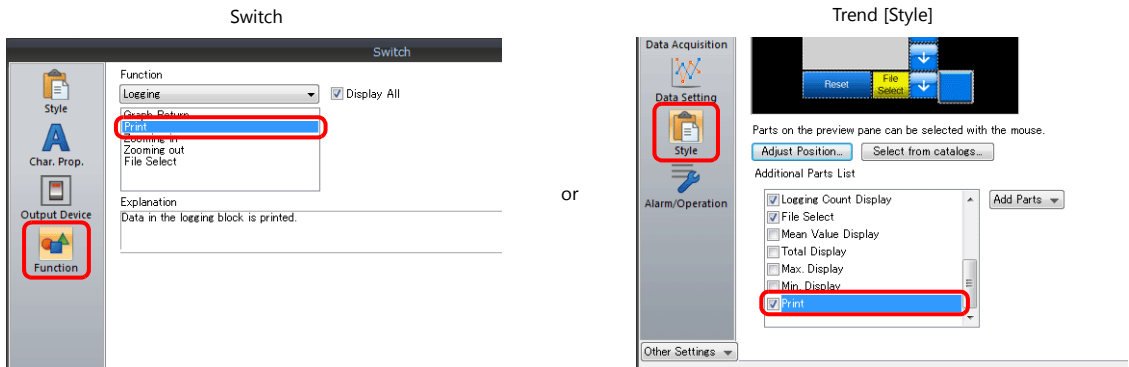 Switch
Switch
Style
Char. Prop.
Output Device
Function
Function
Logging
Display All
Graph Return
Print
Zooming in
Zooming out
File Select
Explanation
Data in the logging block is printed.
or
Trend [Style]
Data Acquisition
Data Setting
Style
Alarm/Operation
Other Settings
Reset
File
Select
Parts on the preview pane can be selected with the mouse.
Adjust Position...
Select from catalogs...
Additional Parts List
Logging Count Display
File Select
Mean Value Display
Total Display
Max. Display
Min. Display
Print
Add Parts